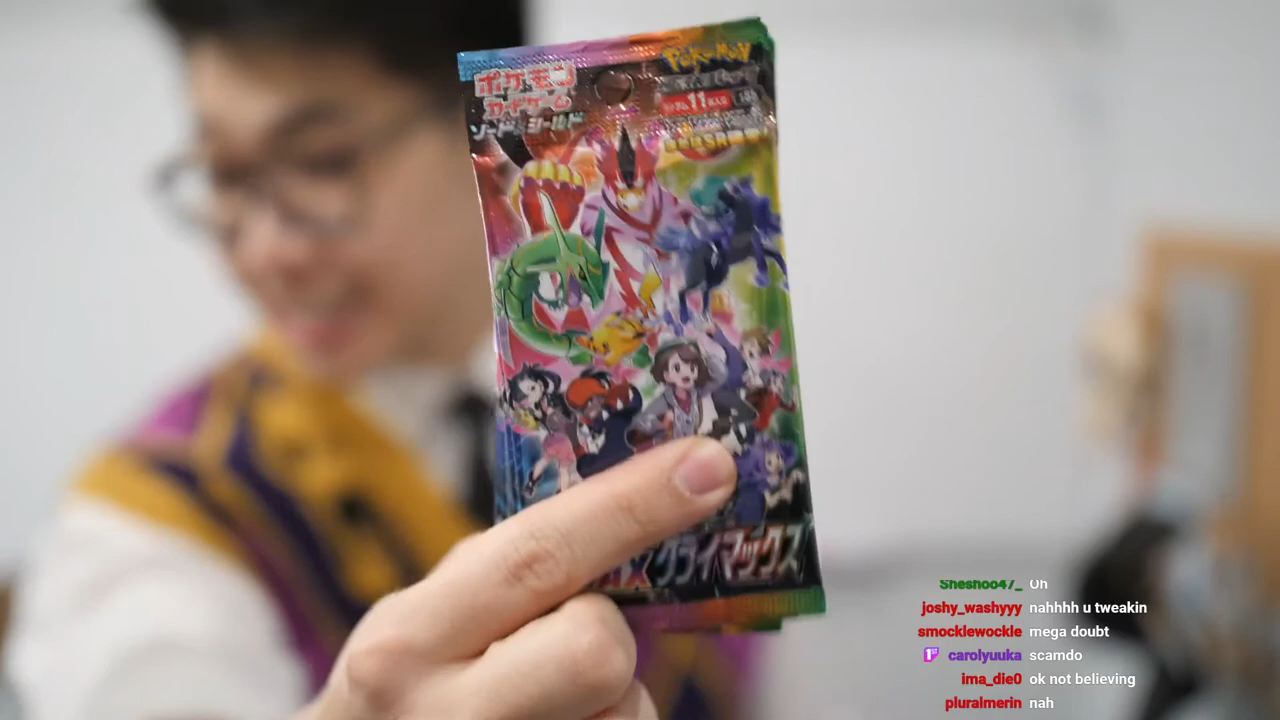 ポケモン
カードゲーム
ソード&シールド
POKéMON
11
クライマックス
Sheshoo47_ Oh
joshy_washyyy nahhhh u tweakin
smocklewockle mega doubt
carolyuuka scamdo
ima_die0 ok not believing
pluralmerin nah